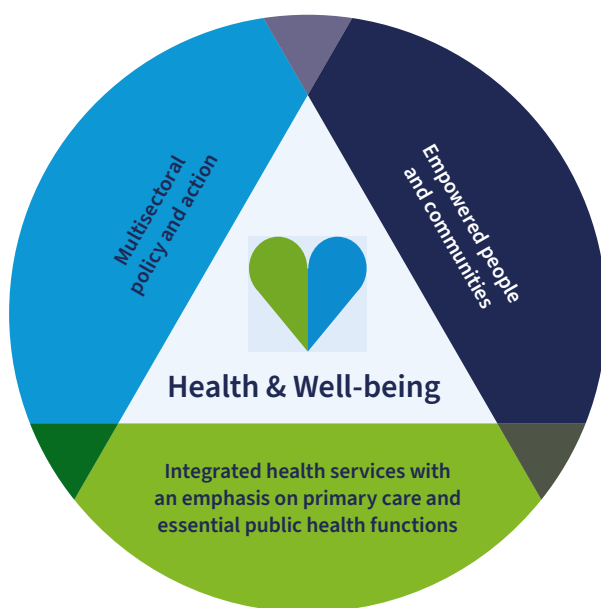 Multisectoral
policy and action
Empowered people
and communities
Health & Well-being
Integrated health services with
an emphasis on primary care and
essential public health functions